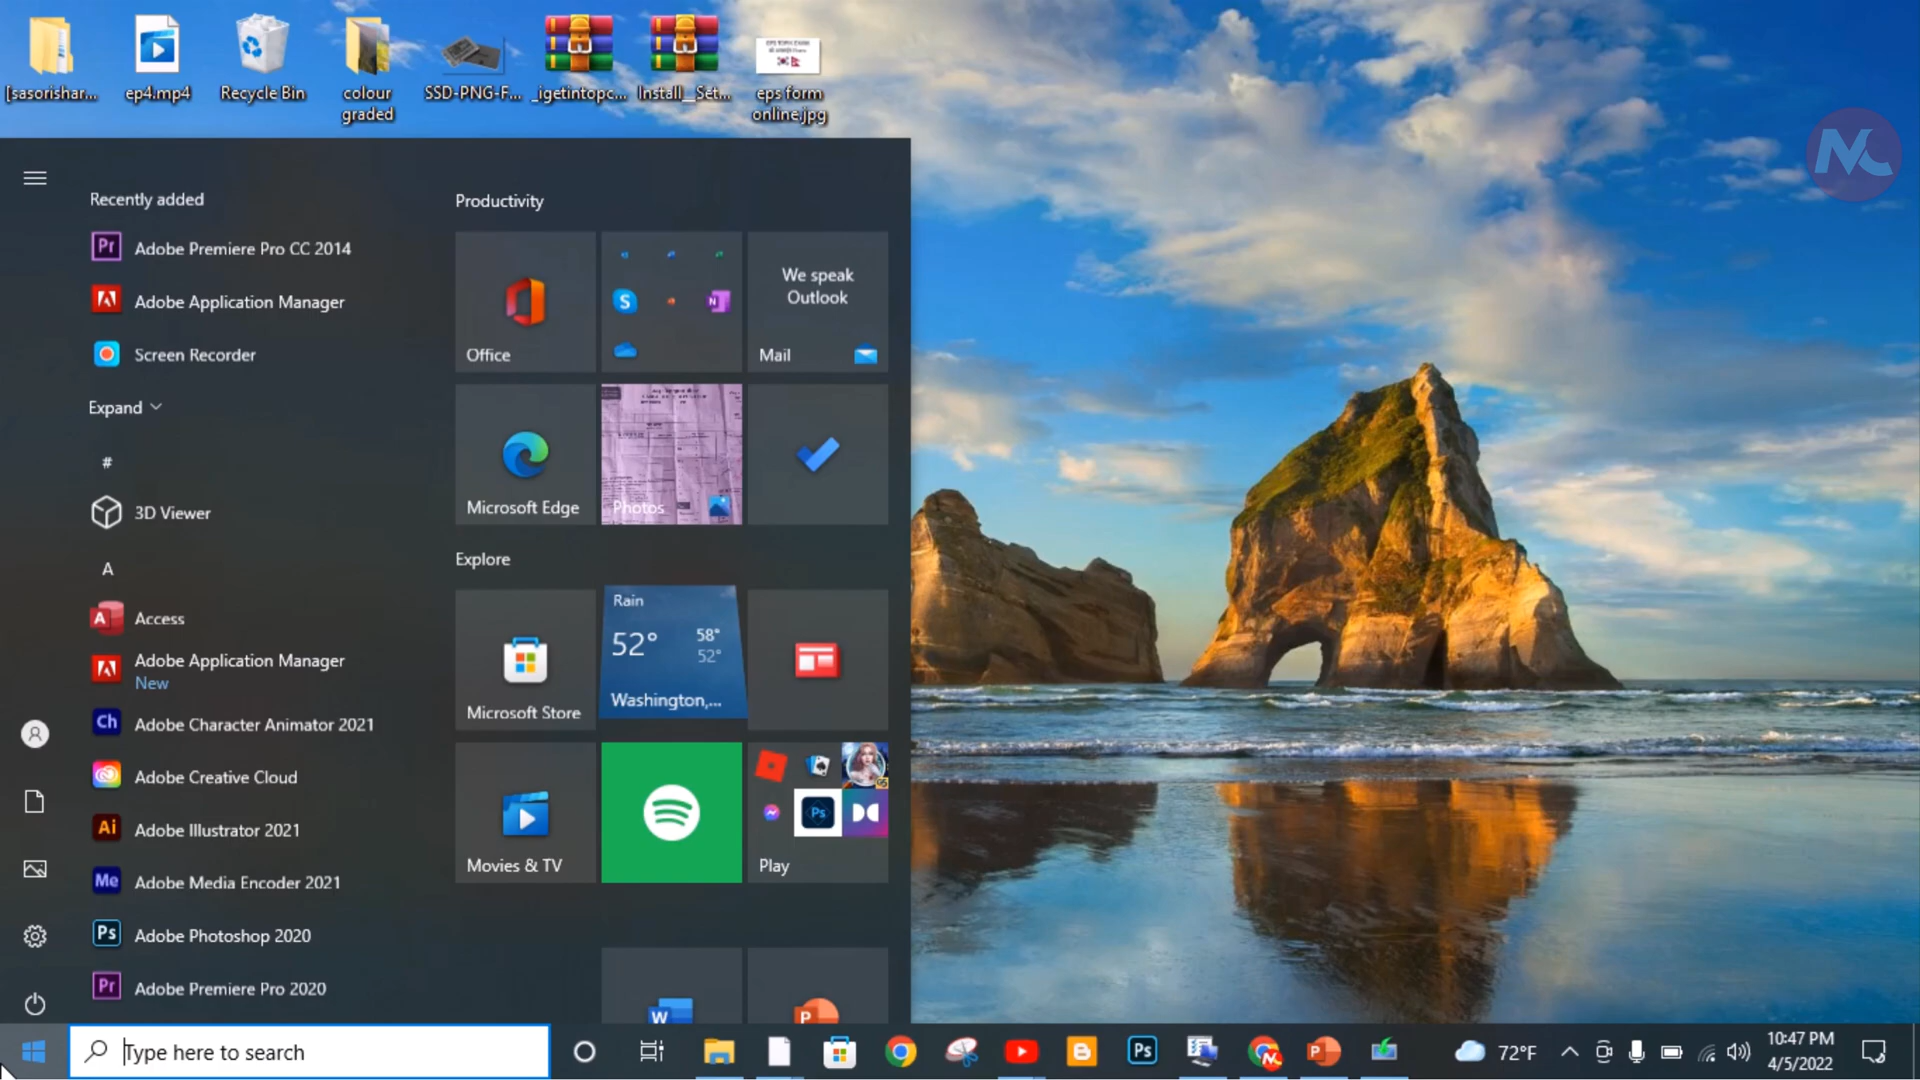 [sasorishar...
ep4.mp4
Recycle Bin
colour
graded
SSD-PNG-F...
_igetintopc...
Install__Set...
eps form
online.jpg
Recently added
Adobe Premiere Pro CC 2014
Adobe Application Manager
Screen Recorder
Expand
#
3D Viewer
A
Access
Adobe Application Manager
New
Adobe Character Animator 2021
Adobe Creative Cloud
Adobe Illustrator 2021
Adobe Media Encoder 2021
Adobe Photoshop 2020
Adobe Premiere Pro 2020
Productivity
Office
We speak
Outlook
Mail
Microsoft Edge
Photos
Explore
Microsoft Store
Rain
52° 58°
52°
Washington,...
Movies & TV
Play
Type here to search
72°F
10:47 PM
4/5/2022